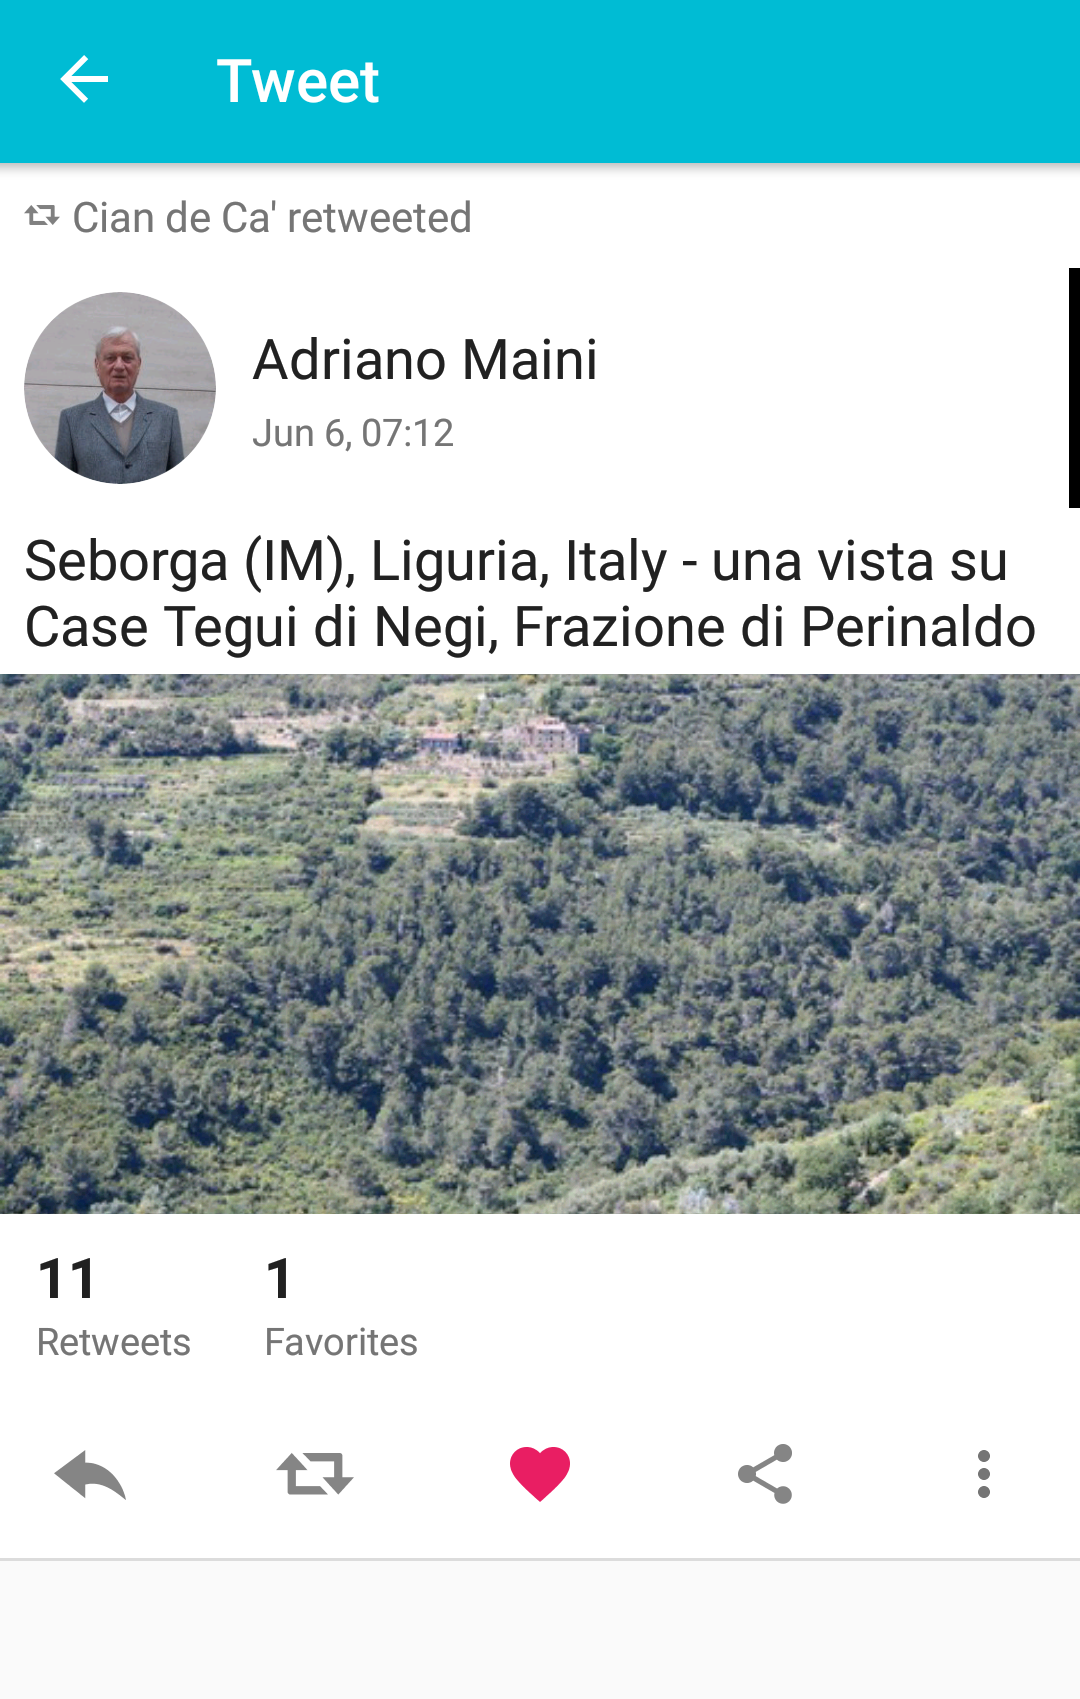 Tweet
Cian de Ca' retweeted
Adriano Maini
Jun 6, 07:12
Seborga (IM), Liguria, Italy - una vista su
Case Tegui di Negi, Frazione di Perinaldo
11
Retweets
1
Favorites